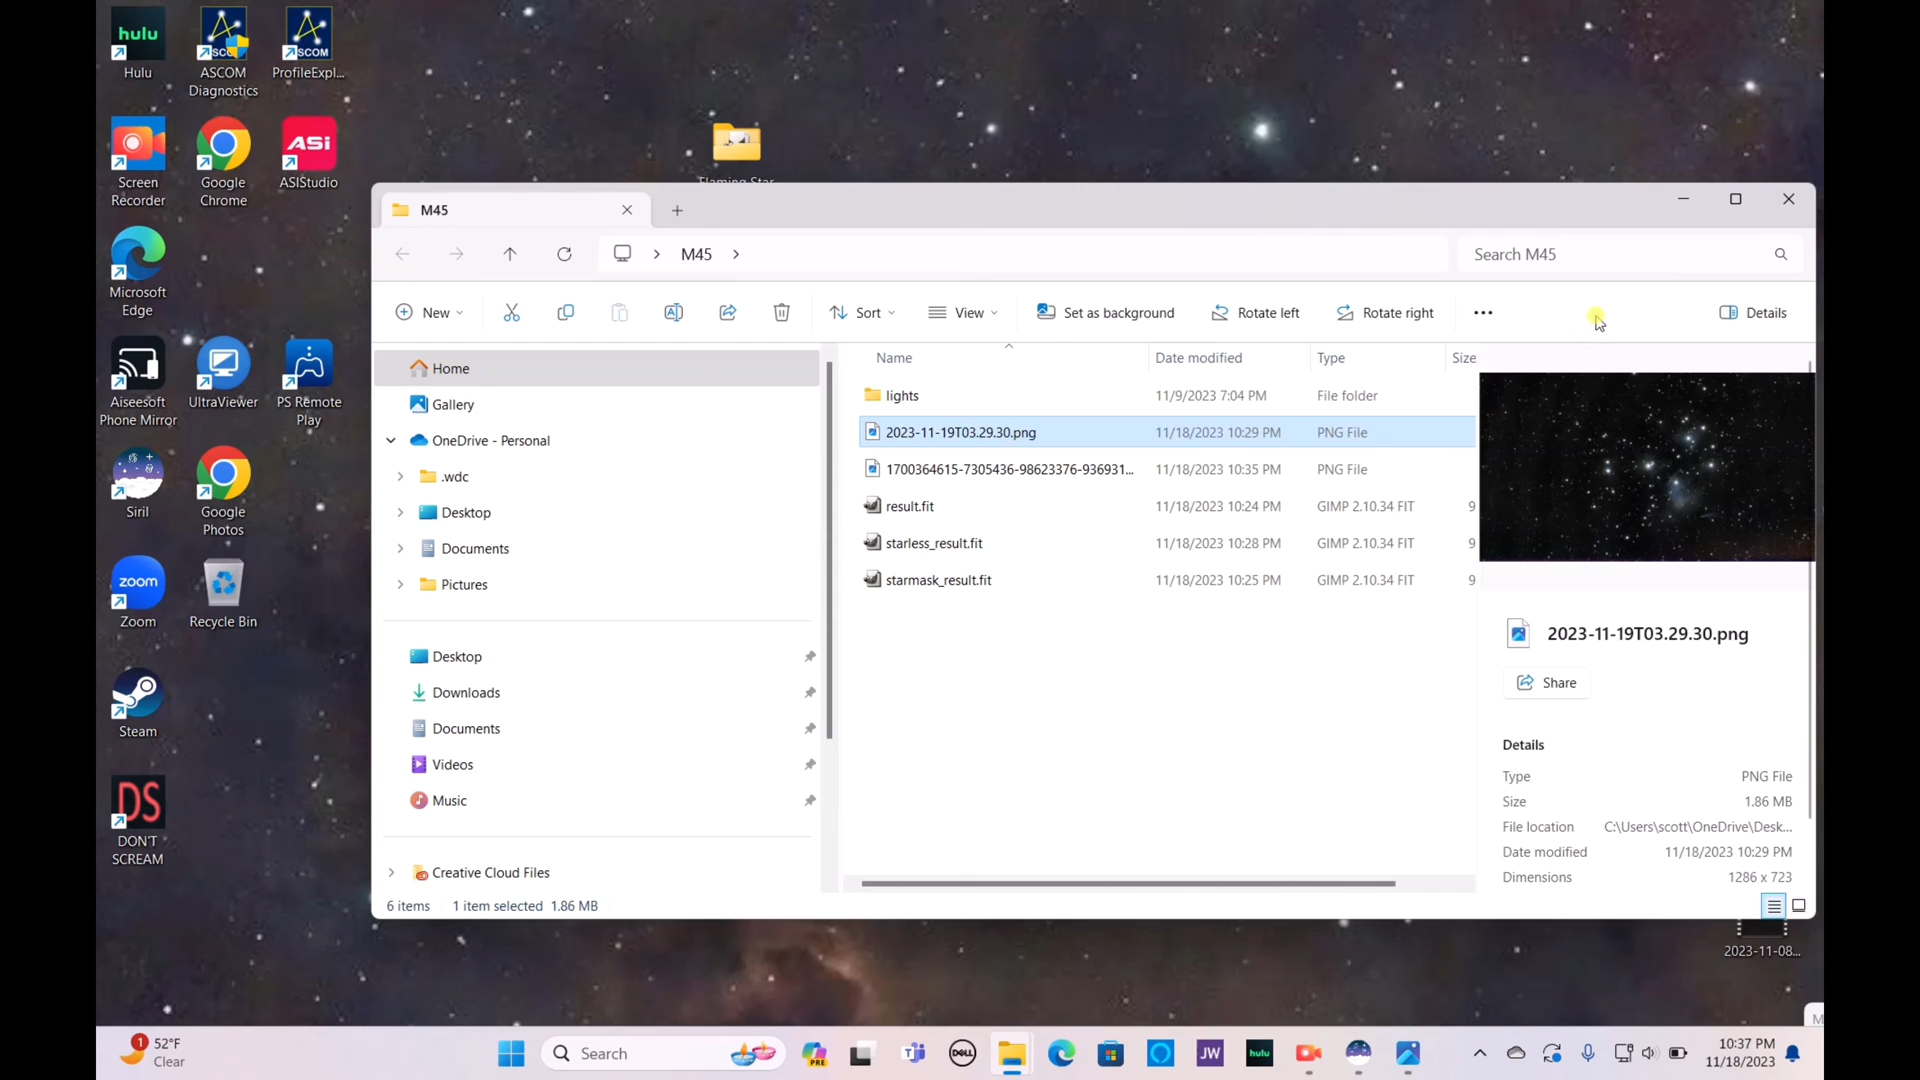 hulu
Hulu
ASCOM
Diagnostics
ASCOM
ProfileExpl...
Screen
Recorder
Google
Chrome
ASi
ASIStudio
Microsoft
Edge
Aiseesoft
Phone Mirror
UltraViewer
PS Remote
Play
Siril
Google
Photos
zoom
Zoom
Recycle Bin
Steam
DS
DON'T
SCREAM
Flaming Star
M45
M45
Search M45
New
Sort
View
Set as background
Rotate left
Rotate right
Details
Home
Gallery
OneDrive - Personal
.wdc
Desktop
Documents
Pictures
Desktop
Downloads
Documents
Videos
Music
Creative Cloud Files
Name Date modified Type Size
lights 11/9/2023 7:04 PM File folder
2023-11-19T03.29.30.png 11/18/2023 10:29 PM PNG File
1700364615-7305436-98623376-936931... 11/18/2023 10:35 PM PNG File
result.fit 11/18/2023 10:24 PM GIMP 2.10.34 FIT 9
starless_result.fit 11/18/2023 10:28 PM GIMP 2.10.34 FIT 9
starmask_result.fit 11/18/2023 10:25 PM GIMP 2.10.34 FIT 9
2023-11-19T03.29.30.png
Share
Details
Type PNG File
Size 1.86 MB
File location C:\Users\scott\OneDrive\Desk...
Date modified 11/18/2023 10:29 PM
Dimensions 1286 x 723
6 items 1 item selected 1.86 MB
2023-11-08...
M
1
52°F
Clear
Search
PRE
DELL
JW
hulu
10:37 PM
11/18/2023